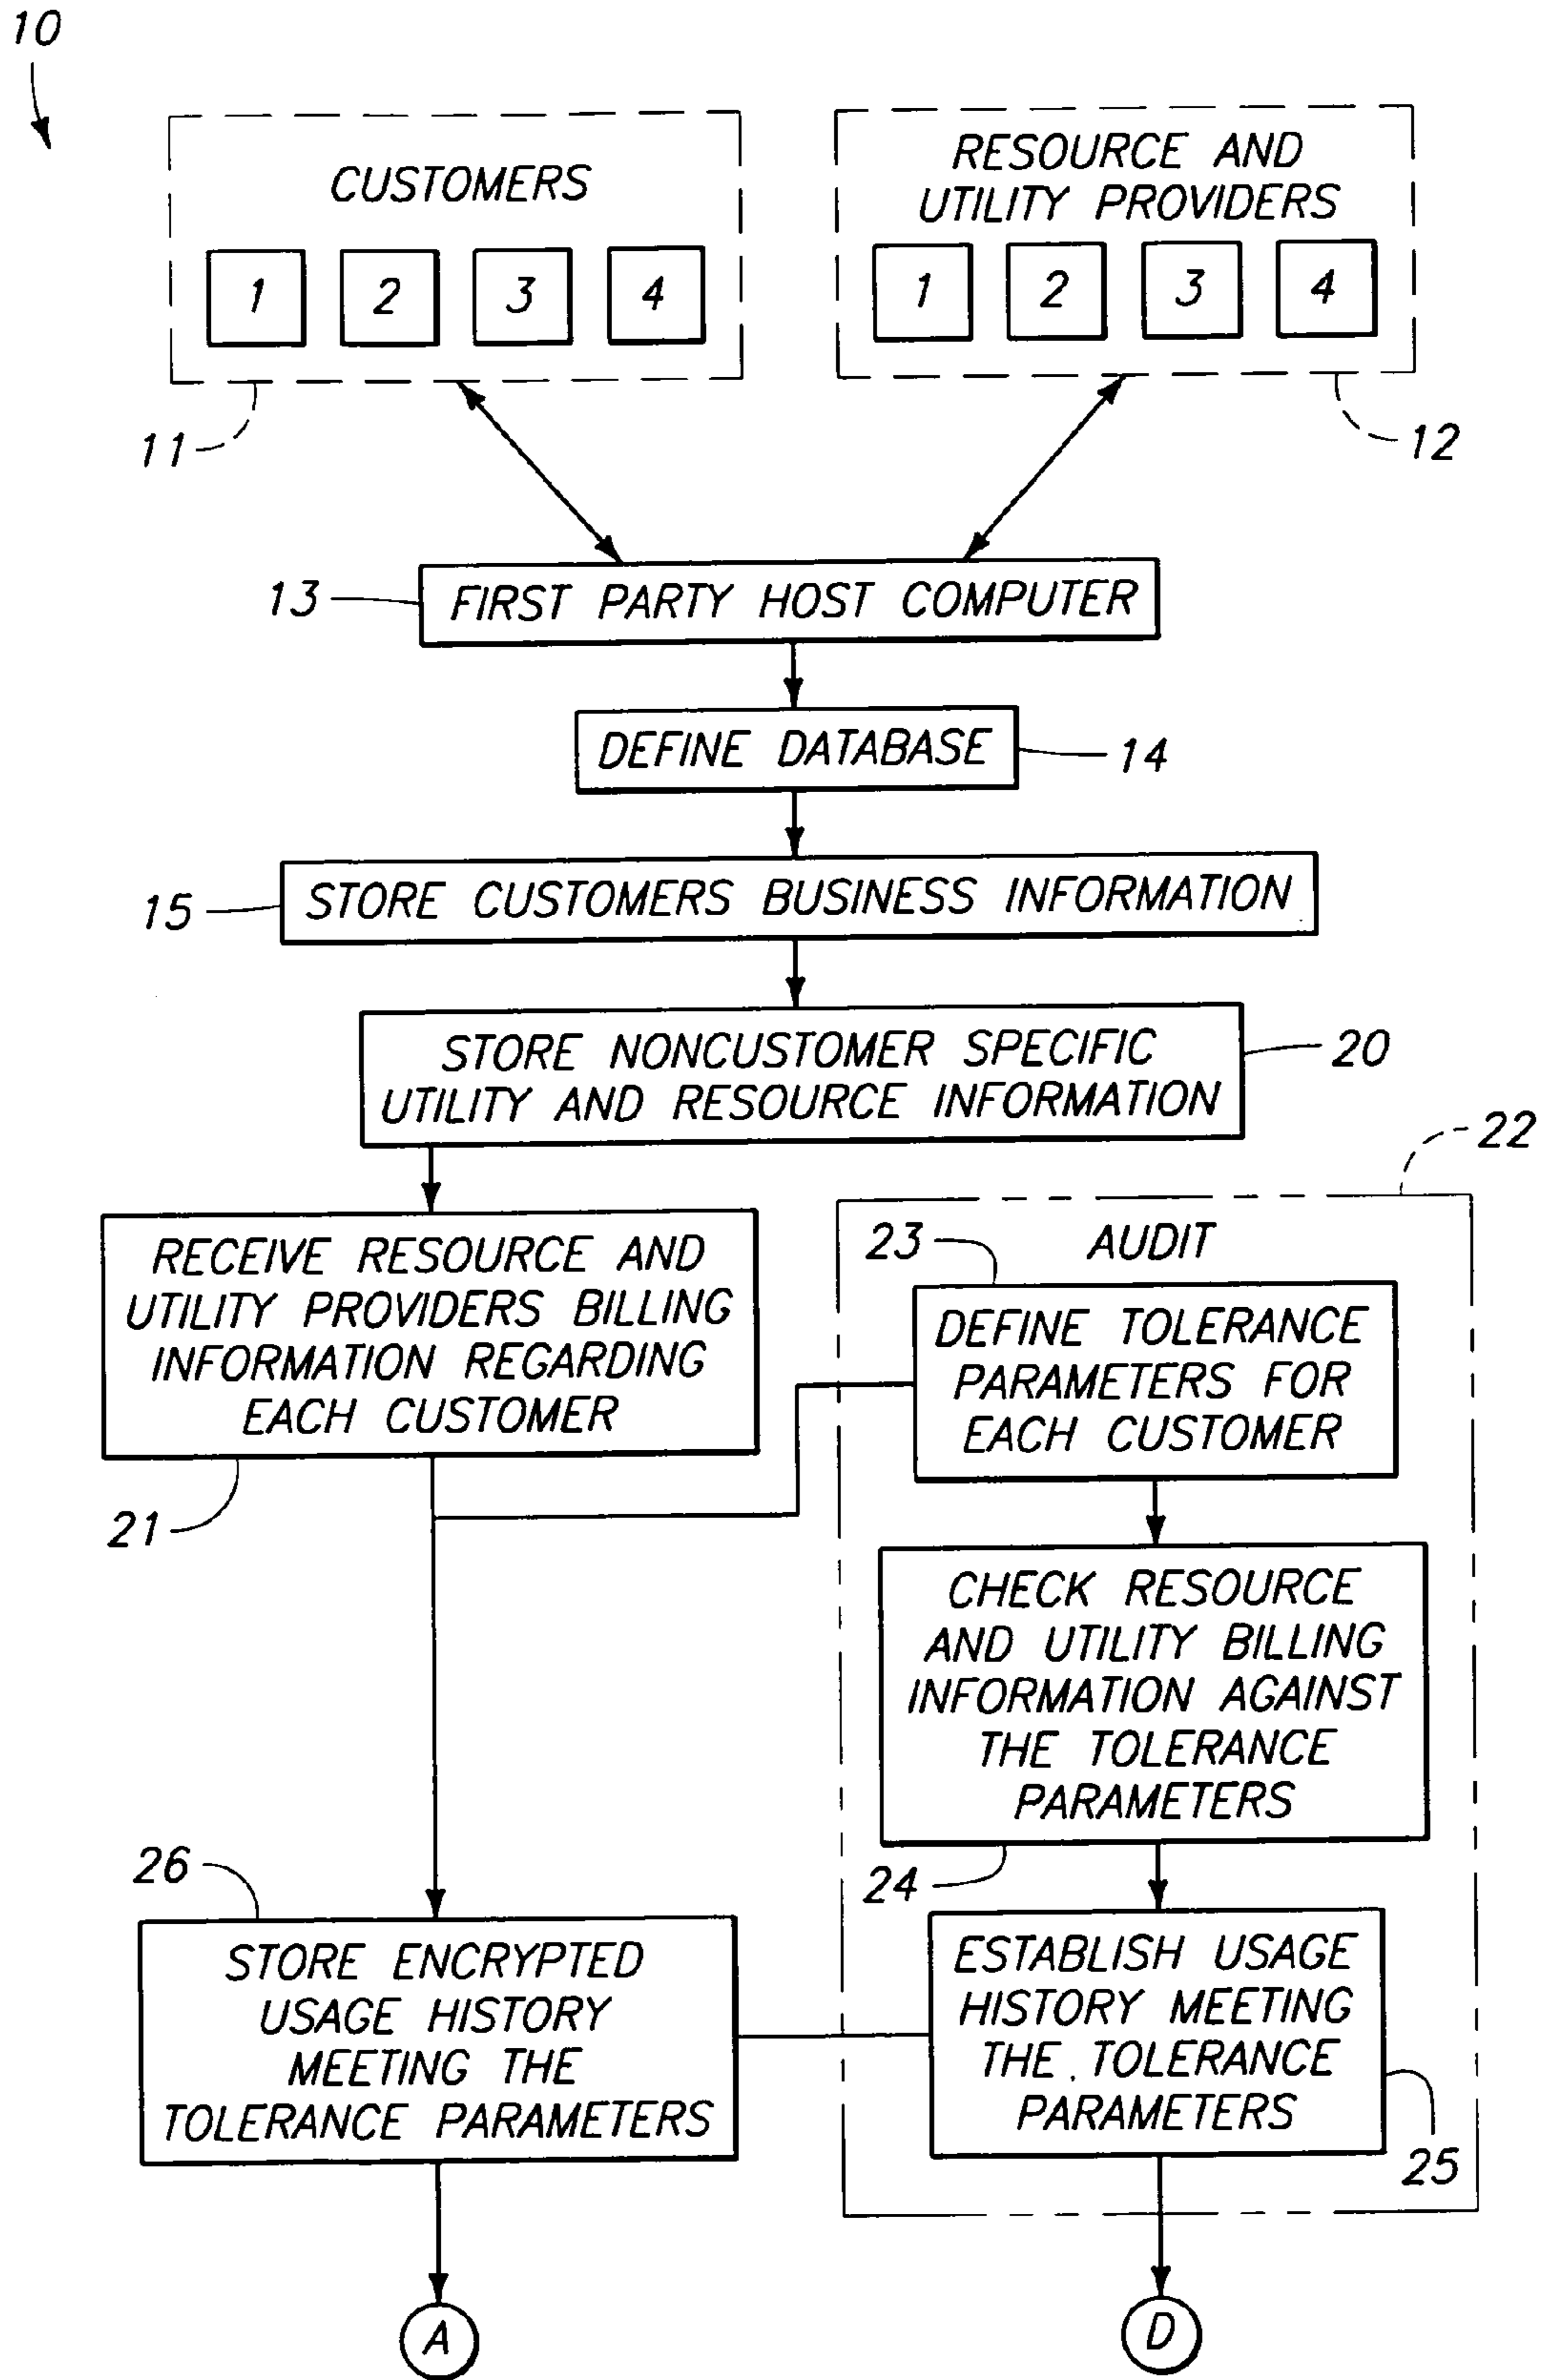 10
CUSTOMERS
1 2 3 4
RESOURCE AND
UTILITY PROVIDERS
1 2 3 4
11
12
13
FIRST PARTY HOST COMPUTER
DEFINE DATABASE
14
15
STORE CUSTOMERS BUSINESS INFORMATION
STORE NONCUSTOMER SPECIFIC
UTILITY AND RESOURCE INFORMATION
20
22
RECEIVE RESOURCE AND
UTILITY PROVIDERS BILLING
INFORMATION REGARDING
EACH CUSTOMER
21
AUDIT
23
DEFINE TOLERANCE
PARAMETERS FOR
EACH CUSTOMER
CHECK RESOURCE
AND UTILITY BILLING
INFORMATION AGAINST
THE TOLERANCE
PARAMETERS
24
26
STORE ENCRYPTED
USAGE HISTORY
MEETING THE
TOLERANCE PARAMETERS
ESTABLISH USAGE
HISTORY MEETING
THE TOLERANCE
PARAMETERS
25
A
D